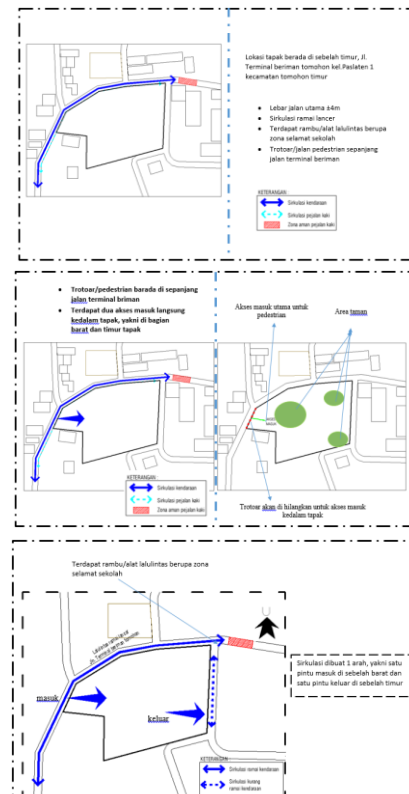 Lokasi tapak berada di sebelah timur, Jl.
Terminal beriman tomohon kel.Paslaten 1
kecamatan tomohon timur
• Lebar jalan utama ±4m
• Sirkulasi ramai lancer
• Terdapat rambu/alat lalulintas berupa
zona selamat sekolah
• Trotoar/jalan pedestrian sepanjang
jalan terminal beriman
KETERANGAN :
Sirkulasi kendaraan
Sirkulasi pejalan kaki
Zona aman pejalan kaki
• Trotoar/pedestrian barada di sepanjang
jalan terminal briman
• Terdapat dua akses masuk langsung
kedalam tapak, yakni di bagian
barat dan timur tapak
Akses masuk utama untuk
pedestrian
Area taman
KETERANGAN :
Sirkulasi kendaraan
Sirkulasi pejalan kaki
Zona aman pejalan kaki
Trotoar akan di hilangkan untuk akses masuk
kedalam tapak
Terdapat rambu/alat lalulintas berupa zona
selamat sekolah
U
masuk
keluar
Sirkulasi dibuat 1 arah, yakni satu
pintu masuk di sebelah barat dan
satu pintu keluar di sebelah timur
KETERANGAN
Sirkulasi ramai kendaraan
Sirkulasi kurang
ramai kendaraan